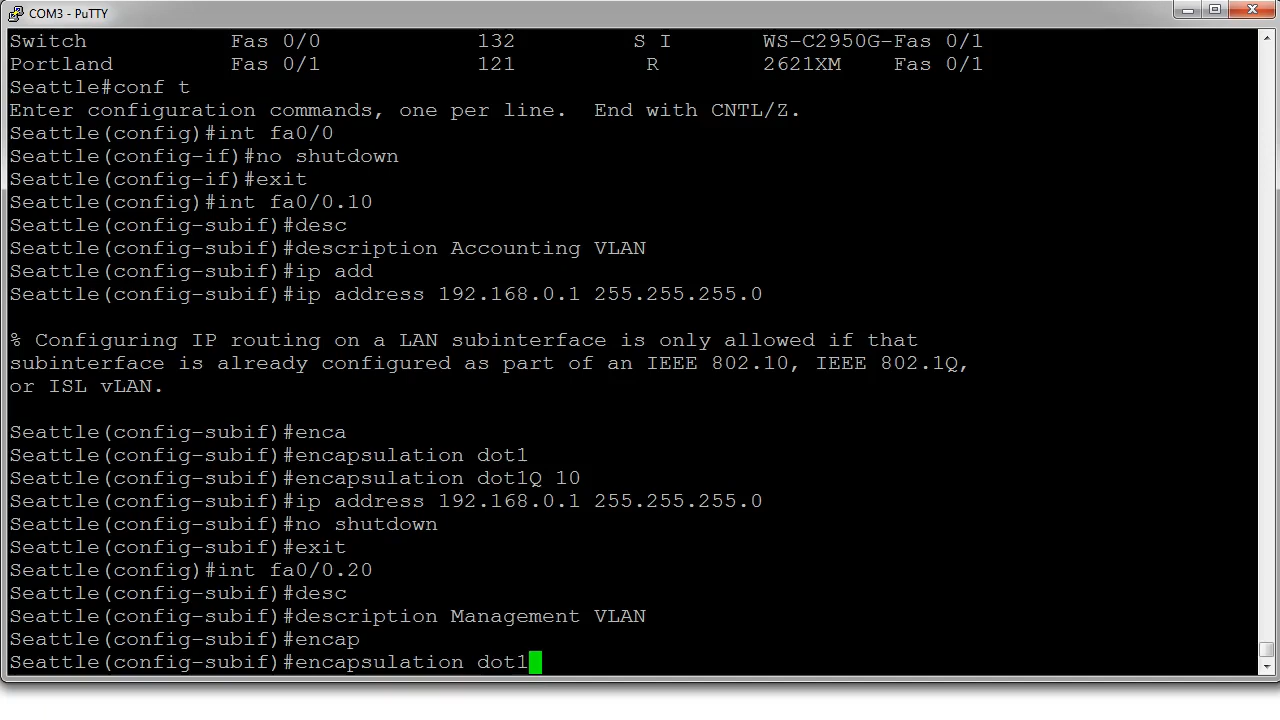 COM3 - PuTTY
Switch Fas 0/0 132 S I WS-C2950G-Fas 0/1
Portland Fas 0/1 121 R 2621XM Fas 0/1
Seattle#conf t
Enter configuration commands, one per line. End with CNTL/Z.
Seattle(config)#int fa0/0
Seattle(config-if)#no shutdown
Seattle(config-if)#exit
Seattle(config)#int fa0/0.10
Seattle(config-subif)#desc
Seattle(config-subif)#description Accounting VLAN
Seattle(config-subif)#ip add
Seattle(config-subif)#ip address 192.168.0.1 255.255.255.0
% Configuring IP routing on a LAN subinterface is only allowed if that
subinterface is already configured as part of an IEEE 802.10, IEEE 802.1Q,
or ISL vLAN.
Seattle(config-subif)#enca
Seattle(config-subif)#encapsulation dot1
Seattle(config-subif)#encapsulation dot1Q 10
Seattle(config-subif)#ip address 192.168.0.1 255.255.255.0
Seattle(config-subif)#no shutdown
Seattle(config-subif)#exit
Seattle(config)#int fa0/0.20
Seattle(config-subif)#desc
Seattle(config-subif)#description Management VLAN
Seattle(config-subif)#encap
Seattle(config-subif)#encapsulation dot1